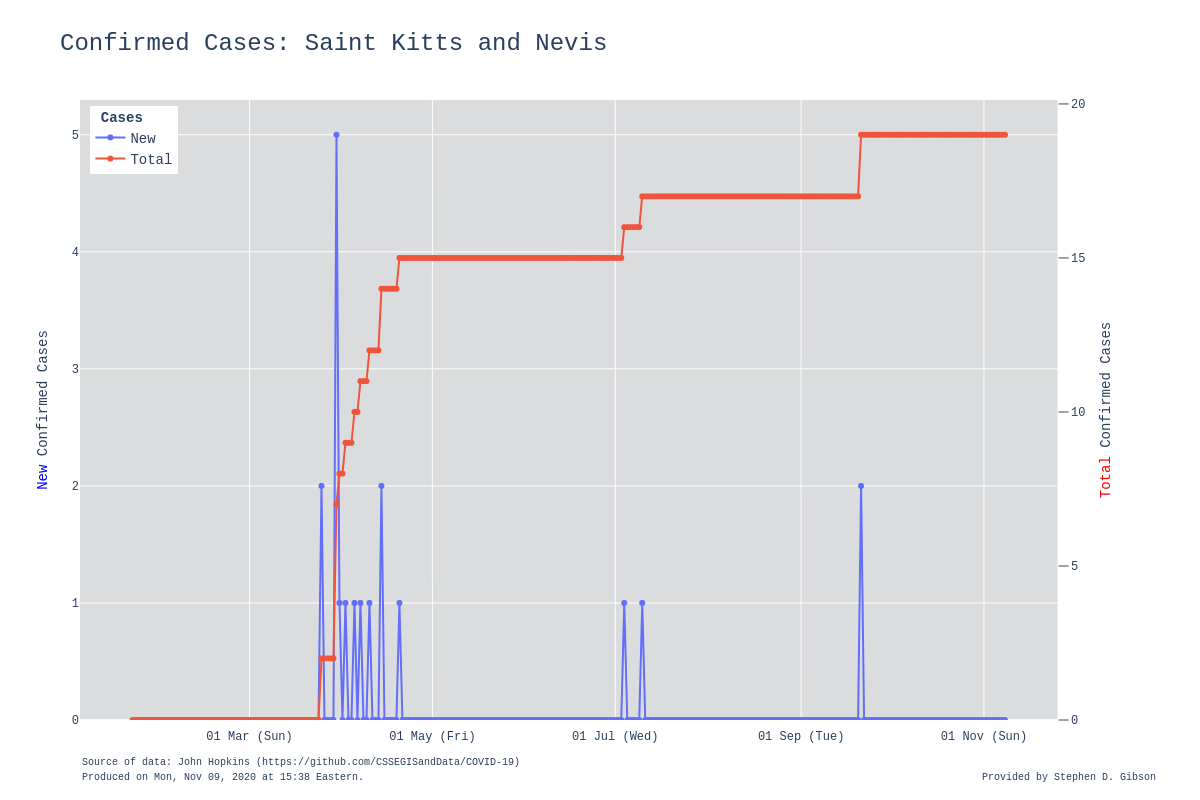 Confirmed Cases: Saint Kitts and Nevis
Cases
New
Total
5
4
3
2
1
0
New Confirmed Cases
20
15
10
5
0
Total Confirmed Cases
01 Mar (Sun)
01 May (Fri)
01 Jul (Wed)
01 Sep (Tue)
01 Nov (Sun)
Source of data: John Hopkins (https://github.com/CSSEGISandData/COVID-19)
Produced on Mon, Nov 09, 2020 at 15:38 Eastern.
Provided by Stephen D. Gibson